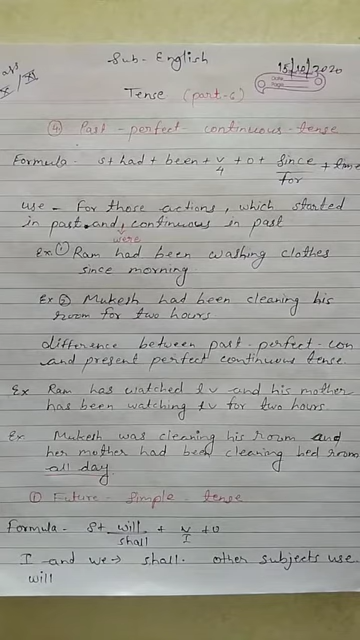 Sub- English
15/10/2020
Date
Page
Tense (part-6)
④ Past-perfect-continuous-tense
Formula- S+had+been+V4+O+ Since/for + time
use - For those actions, which started
in past and, continuous in past
were
Ex ① Ram had been washing clothes
since morning
Ex ② Mukesh had been cleaning his
room for two hours
difference between past-perfect-con
and present perfect continuous tense.
Ex Ram has watched tv and his mother
has been watching tv for two hours.
Ex Mukesh was cleaning his room and
her mother had been cleaning room
all day.
① Future-Simple-tense
Formula- S+ will/shall + V/I +O
I and we → shall. other subjects use
will